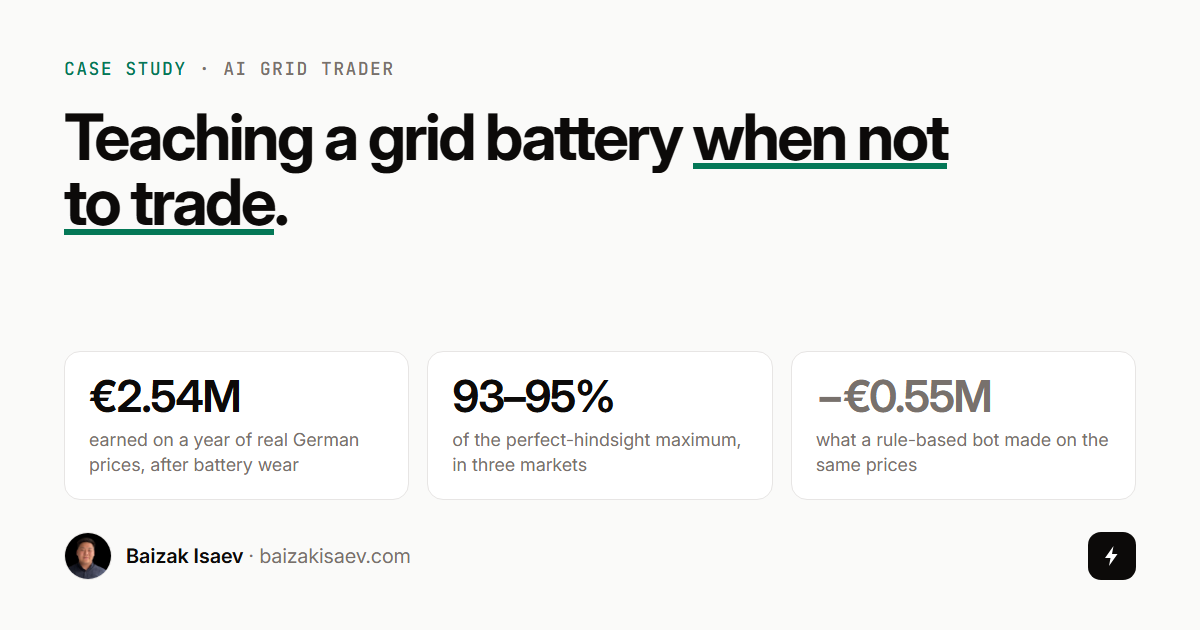 CASE STUDY · AI GRID TRADER
Teaching a grid battery when not
to trade.
€2.54M
earned on a year of real German
prices, after battery wear
93–95%
of the perfect-hindsight maximum,
in three markets
−€0.55M
what a rule-based bot made on the
same prices
Baizak Isaev · baizakisaev.com